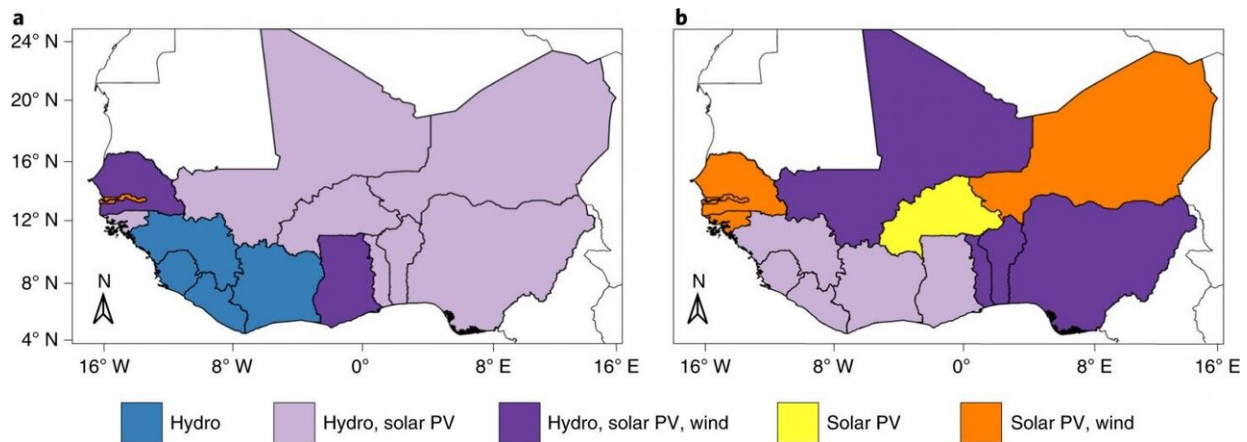 a
b
24° N
20° N
16° N
12° N
8° N
4° N
N
N
16° W
8° W
0°
8° E
16° E
16° W
8° W
0°
8° E
16° E
Hydro
Hydro, solar PV
Hydro, solar PV, wind
Solar PV
Solar PV, wind